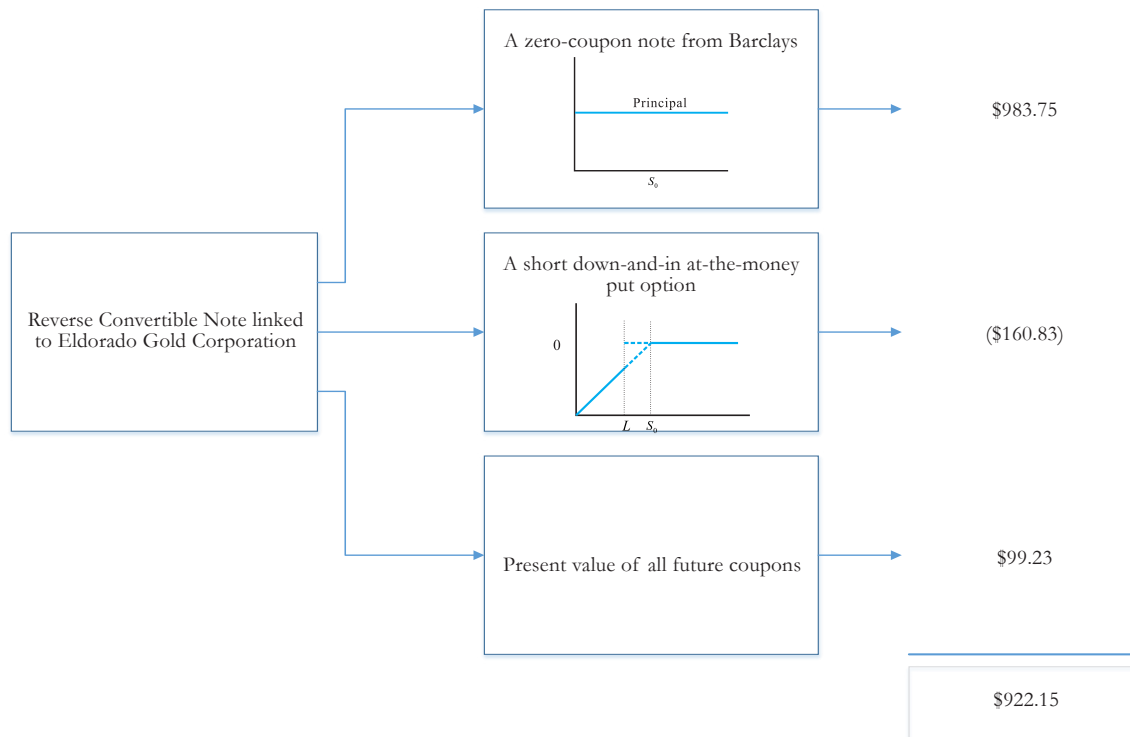 A zero-coupon note from Barclays
Principal
S₀
$983.75
Reverse Convertible Note linked
to Eldorado Gold Corporation
A short down-and-in at-the-money
put option
0
L S₀
($160.83)
Present value of all future coupons
$99.23
$922.15